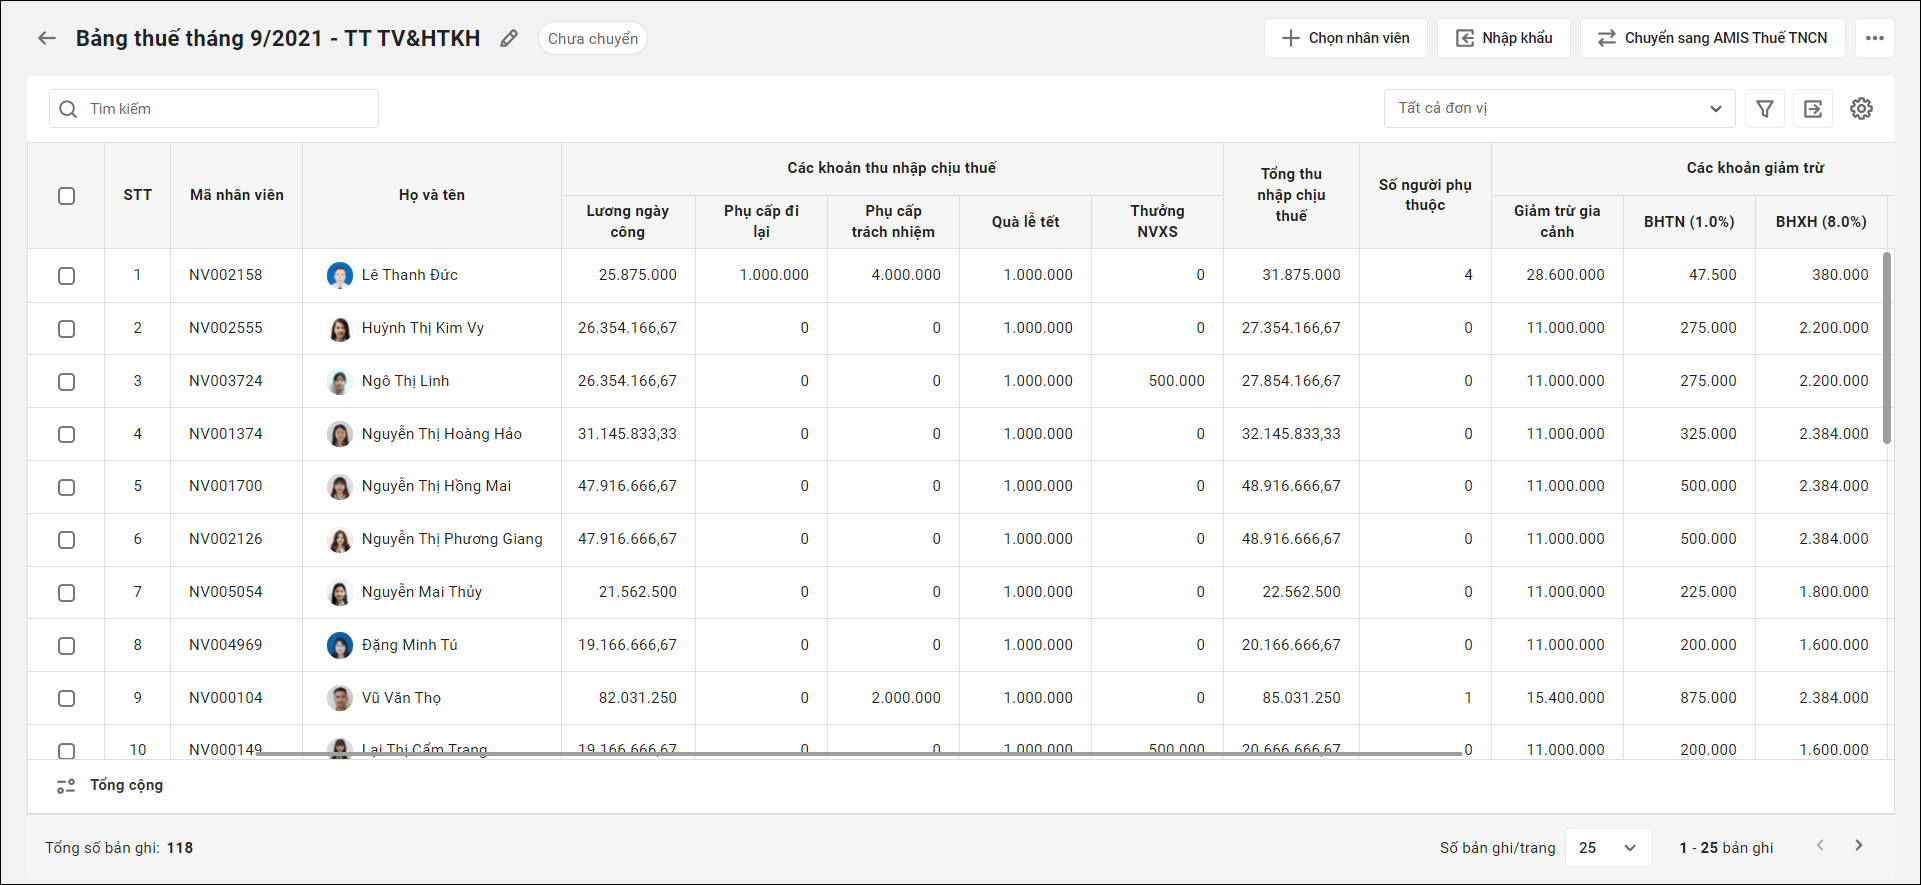 Bảng thuế tháng 9/2021 - TT TV&HTKH Chưa chuyển Chọn nhân viên Nhập khẩu Chuyển sang AMIS Thuế TNCN
Tìm kiếm Tất cả đơn vị
STT Mã nhân viên Họ và tên Các khoản thu nhập chịu thuế Tổng thu nhập chịu thuế Số người phụ thuộc Các khoản giảm trừ
Lương ngày công Phụ cấp đi lại Phụ cấp trách nhiệm Quà lễ tết Thưởng NVXS Giảm trừ gia cảnh BHTN (1.0%) BHXH (8.0%)
1 NV002158 Lê Thanh Đức 25.875.000 1.000.000 4.000.000 1.000.000 0 31.875.000 4 28.600.000 47.500 380.000
2 NV002555 Huỳnh Thị Kim Vy 26.354.166,67 0 0 1.000.000 0 27.354.166,67 0 11.000.000 275.000 2.200.000
3 NV003724 Ngô Thị Linh 26.354.166,67 0 0 1.000.000 500.000 27.854.166,67 0 11.000.000 275.000 2.200.000
4 NV001374 Nguyễn Thị Hoàng Hảo 31.145.833,33 0 0 1.000.000 0 32.145.833,33 0 11.000.000 325.000 2.384.000
5 NV001700 Nguyễn Thị Hồng Mai 47.916.666,67 0 0 1.000.000 0 48.916.666,67 0 11.000.000 500.000 2.384.000
6 NV002126 Nguyễn Thị Phương Giang 47.916.666,67 0 0 1.000.000 0 48.916.666,67 0 11.000.000 500.000 2.384.000
7 NV005054 Nguyễn Mai Thủy 21.562.500 0 0 1.000.000 0 22.562.500 0 11.000.000 225.000 1.800.000
8 NV004969 Đặng Minh Tú 19.166.666,67 0 0 1.000.000 0 20.166.666,67 0 11.000.000 200.000 1.600.000
9 NV000104 Vũ Văn Thọ 82.031.250 0 2.000.000 1.000.000 0 85.031.250 1 15.400.000 875.000 2.384.000
10 NV000149 Lại Thị Cẩm Trang 19.166.666,67 0 0 1.000.000 500.000 20.666.666,67 0 11.000.000 200.000 1.600.000
Tổng cộng
Tổng số bản ghi: 118 Số bản ghi/trang 25 1 - 25 bản ghi